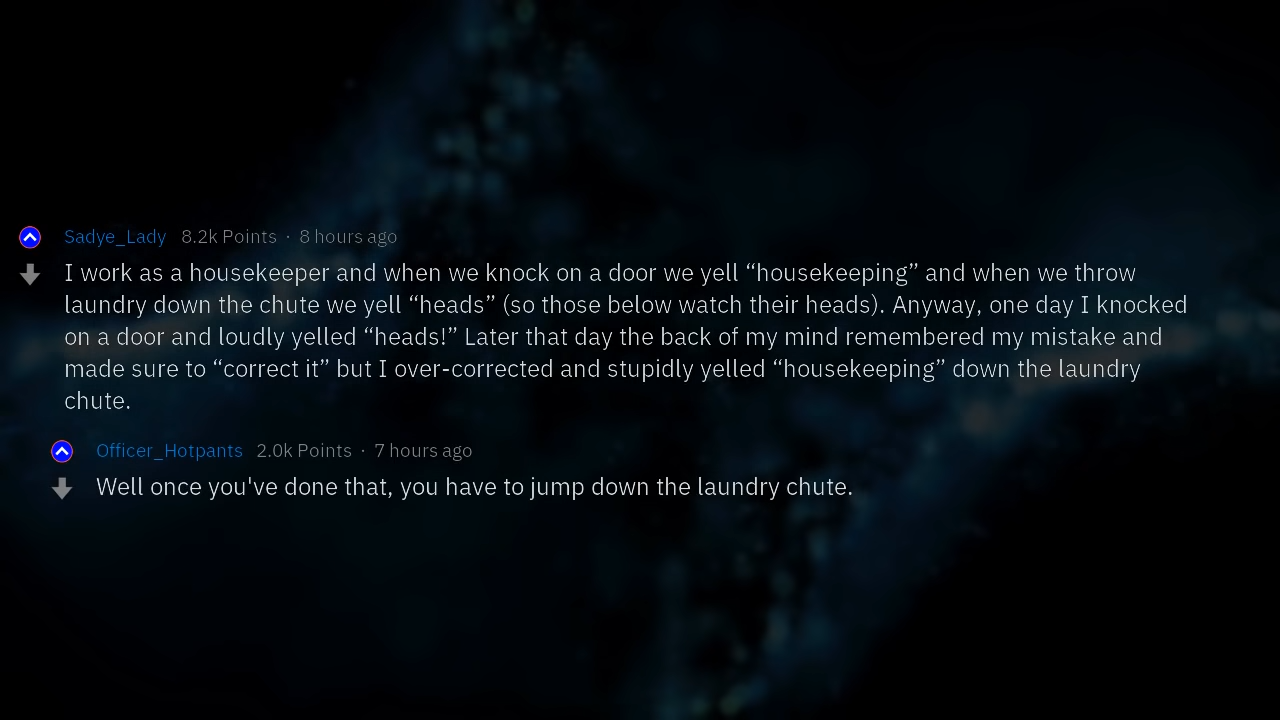 Sadye_Lady 8.2k Points · 8 hours ago
I work as a housekeeper and when we knock on a door we yell “housekeeping” and when we throw
laundry down the chute we yell “heads” (so those below watch their heads). Anyway, one day I knocked
on a door and loudly yelled “heads!” Later that day the back of my mind remembered my mistake and
made sure to “correct it” but I over-corrected and stupidly yelled “housekeeping” down the laundry
chute.
Officer_Hotpants 2.0k Points · 7 hours ago
Well once you've done that, you have to jump down the laundry chute.